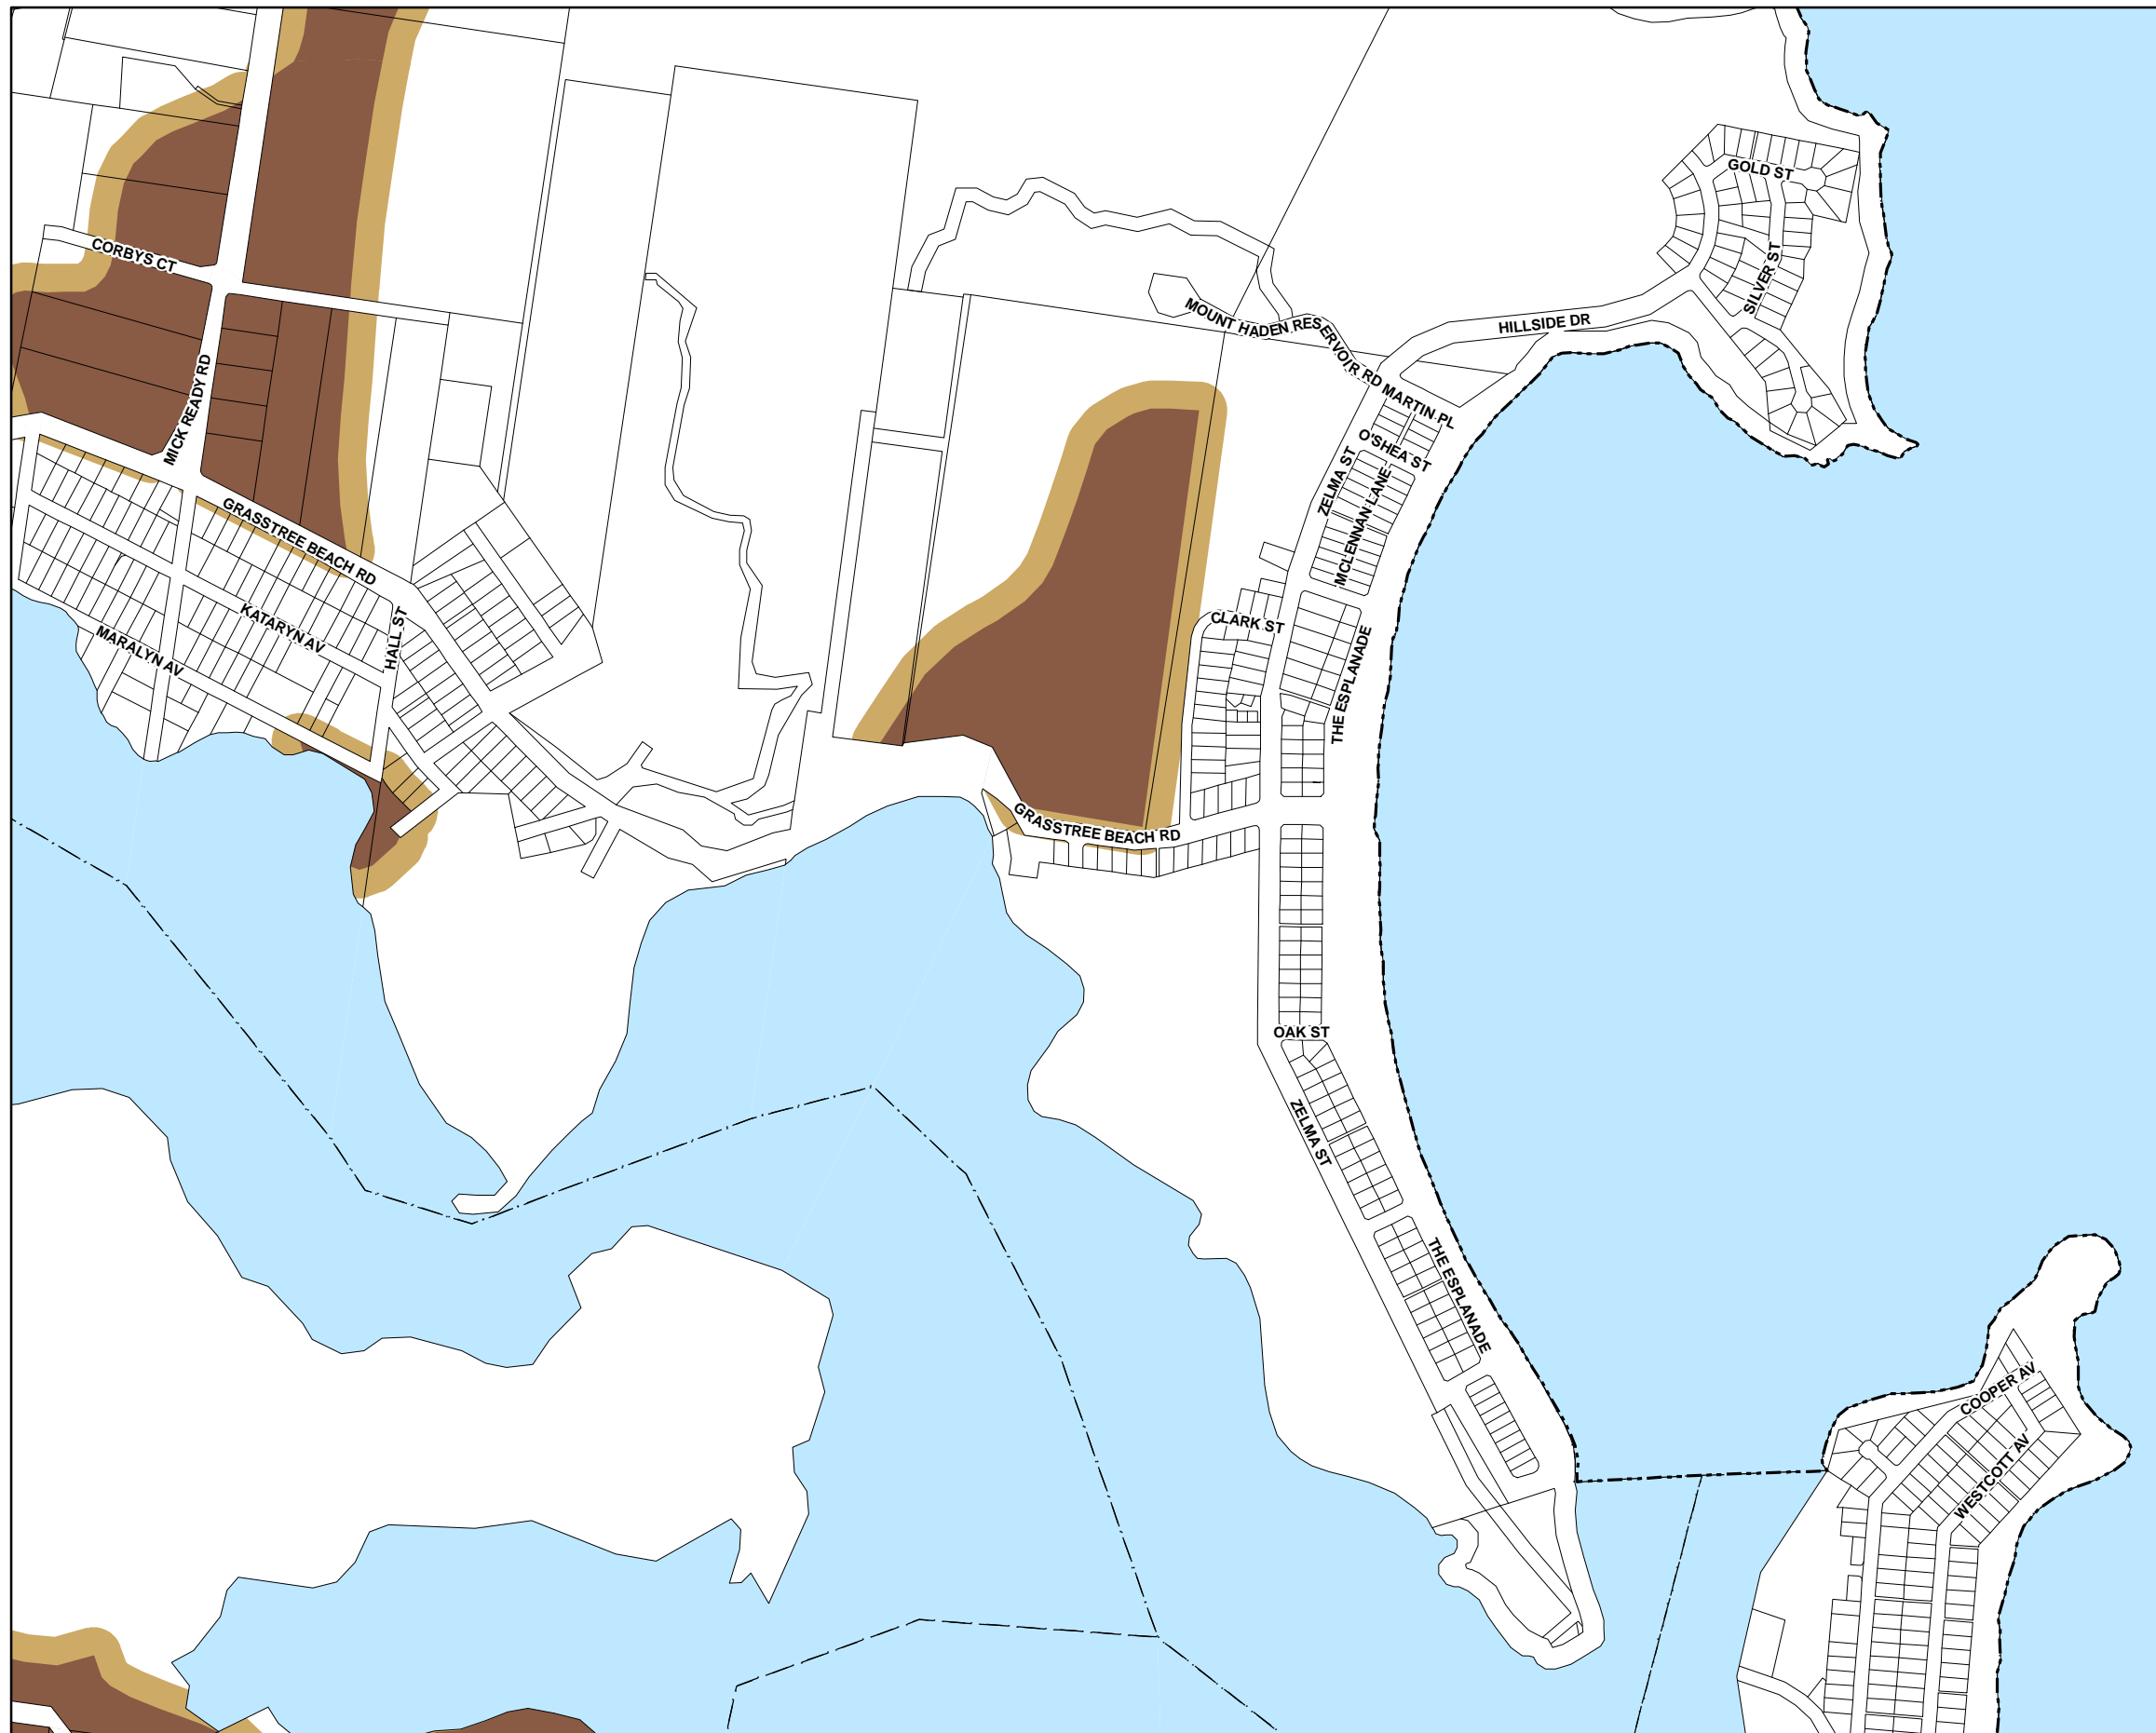 GOLD ST
CORBYS CT
SILVER ST
MOUNT HADEN RESERVOIR RD
HILLSIDE DR
MICK READY RD
MARTIN PL
O'SHEA ST
ZELMA ST
MCLENNAN LANE
GRASSTREE BEACH RD
KATARYN AV
HALL ST
CLARK ST
MARALYN AV
THE ESPLANADE
GRASSTREE BEACH RD
OAK ST
ZELMA ST
THE ESPLANADE
COOPER AV
WESTCOTT AV